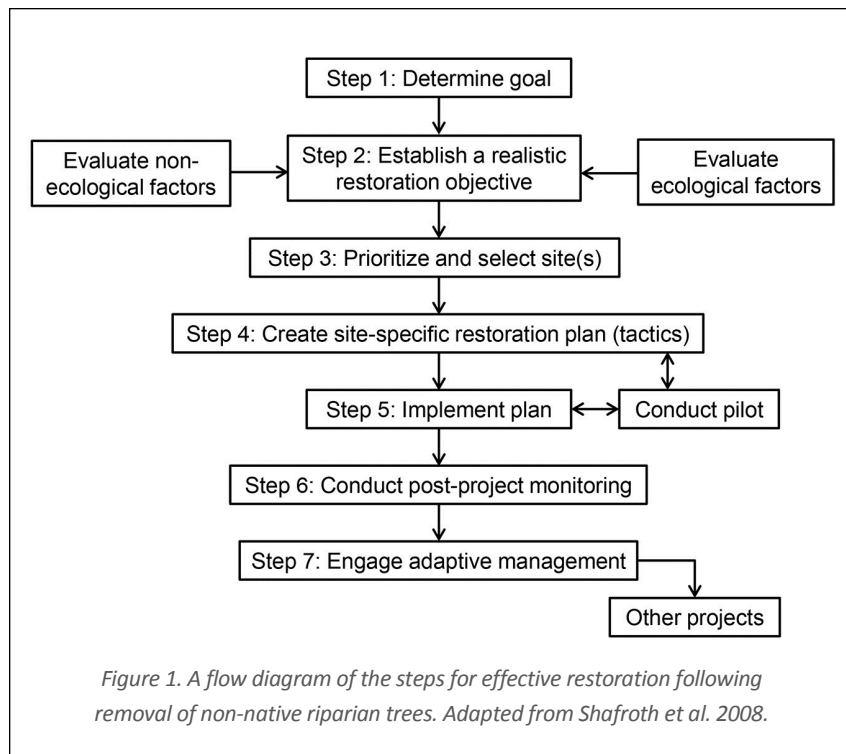 Step 1: Determine goal
Evaluate non-
ecological factors
Step 2: Establish a realistic
restoration objective
Evaluate
ecological factors
Step 3: Prioritize and select site(s)
Step 4: Create site-specific restoration plan (tactics)
Step 5: Implement plan
Conduct pilot
Step 6: Conduct post-project monitoring
Step 7: Engage adaptive management
Other projects
Figure 1. A flow diagram of the steps for effective restoration following
removal of non-native riparian trees. Adapted from Shafroth et al. 2008.